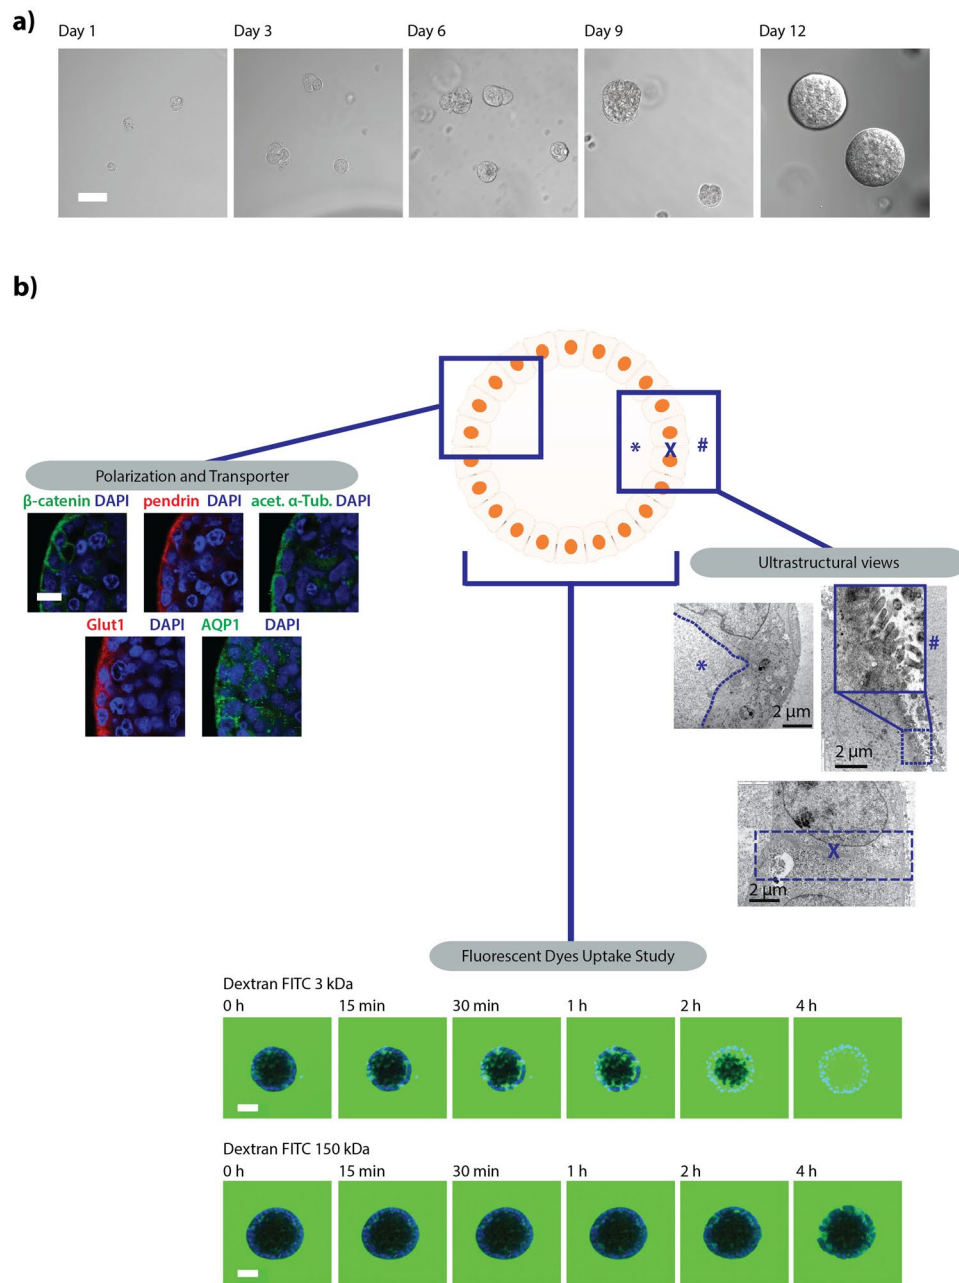 a)
Day 1 Day 3 Day 6 Day 9 Day 12
b)
* X #
Polarization and Transporter
β-catenin DAPI pendrin DAPI acet. α-Tub. DAPI
Glut1 DAPI AQP1 DAPI
Ultrastructural views
* 2 µm
# 2 µm
X 2 µm
Fluorescent Dyes Uptake Study
Dextran FITC 3 kDa
0 h 15 min 30 min 1 h 2 h 4 h
Dextran FITC 150 kDa
0 h 15 min 30 min 1 h 2 h 4 h